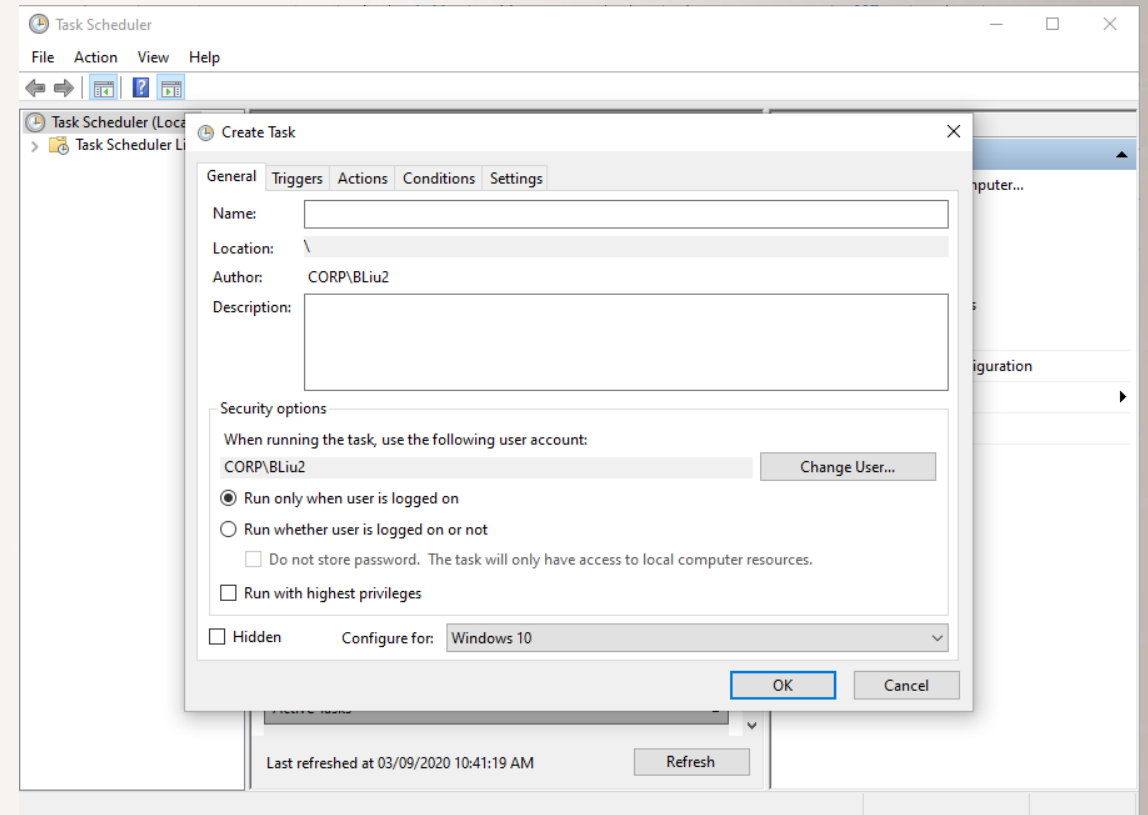 Task Scheduler
File Action View Help
Task Scheduler (Loca
Task Scheduler Li
Create Task
General Triggers Actions Conditions Settings
Name:
Location: \
Author: CORP\BLiu2
Description:
Security options
When running the task, use the following user account:
CORP\BLiu2 Change User...
Run only when user is logged on
Run whether user is logged on or not
Do not store password. The task will only have access to local computer resources.
Run with highest privileges
Hidden Configure for: Windows 10
OK Cancel
puter...
s
iguration
Last refreshed at 03/09/2020 10:41:19 AM Refresh